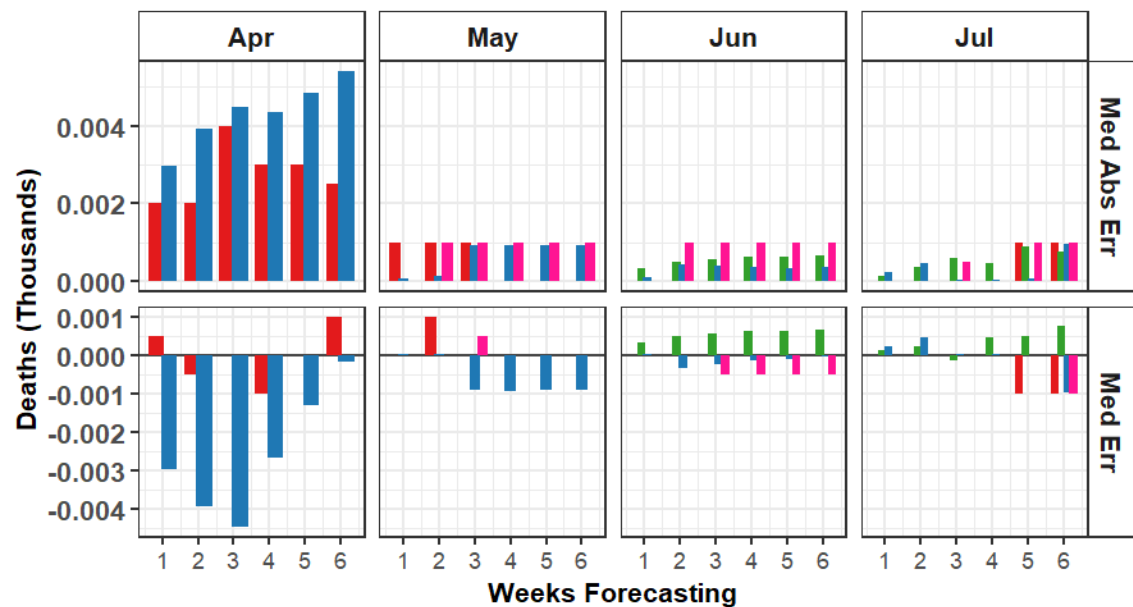 Apr May Jun Jul
0.004
0.002
0.000
Med Abs Err
0.001
0.000
-0.001
-0.002
-0.003
-0.004
Med Err
Deaths (Thousands)
1 2 3 4 5 6 1 2 3 4 5 6 1 2 3 4 5 6 1 2 3 4 5 6
Weeks Forecasting